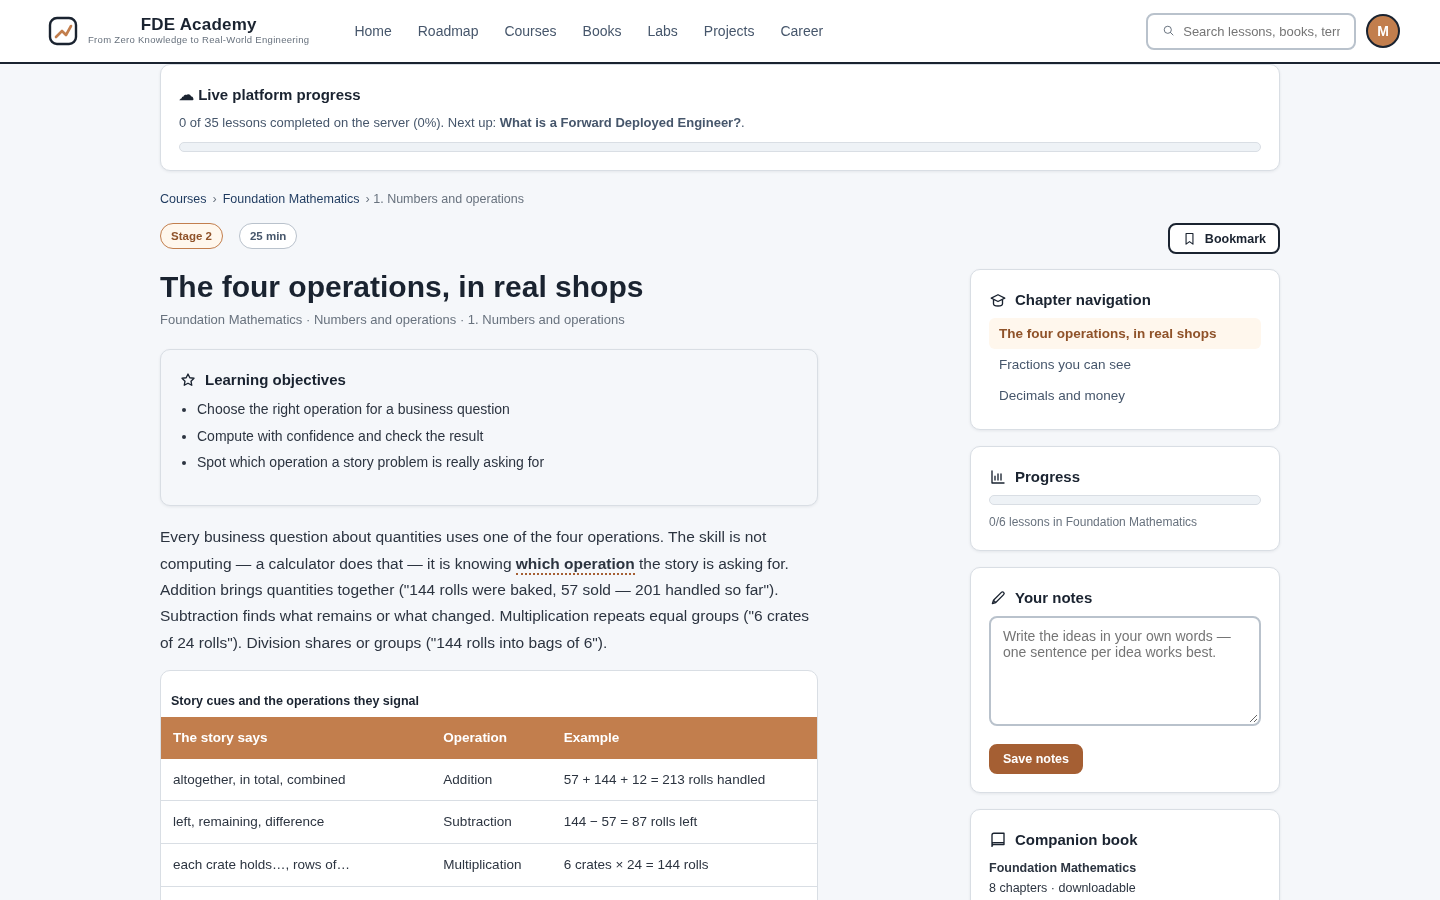 FDE Academy
From Zero Knowledge to Real-World Engineering
Home Roadmap Courses Books Labs Projects Career
Search lessons, books, terr
M
☁ Live platform progress
0 of 35 lessons completed on the server (0%). Next up: What is a Forward Deployed Engineer?.
Courses › Foundation Mathematics › 1. Numbers and operations
Stage 2 25 min
Bookmark
The four operations, in real shops
Foundation Mathematics · Numbers and operations · 1. Numbers and operations
Learning objectives
• Choose the right operation for a business question
• Compute with confidence and check the result
• Spot which operation a story problem is really asking for
Every business question about quantities uses one of the four operations. The skill is not
computing — a calculator does that — it is knowing which operation the story is asking for.
Addition brings quantities together ("144 rolls were baked, 57 sold — 201 handled so far").
Subtraction finds what remains or what changed. Multiplication repeats equal groups ("6 crates
of 24 rolls"). Division shares or groups ("144 rolls into bags of 6").
Story cues and the operations they signal
The story says Operation Example
altogether, in total, combined Addition 57 + 144 + 12 = 213 rolls handled
left, remaining, difference Subtraction 144 − 57 = 87 rolls left
each crate holds…, rows of… Multiplication 6 crates × 24 = 144 rolls
Chapter navigation
The four operations, in real shops
Fractions you can see
Decimals and money
Progress
0/6 lessons in Foundation Mathematics
Your notes
Write the ideas in your own words —
one sentence per idea works best.
Save notes
Companion book
Foundation Mathematics
8 chapters · downloadable